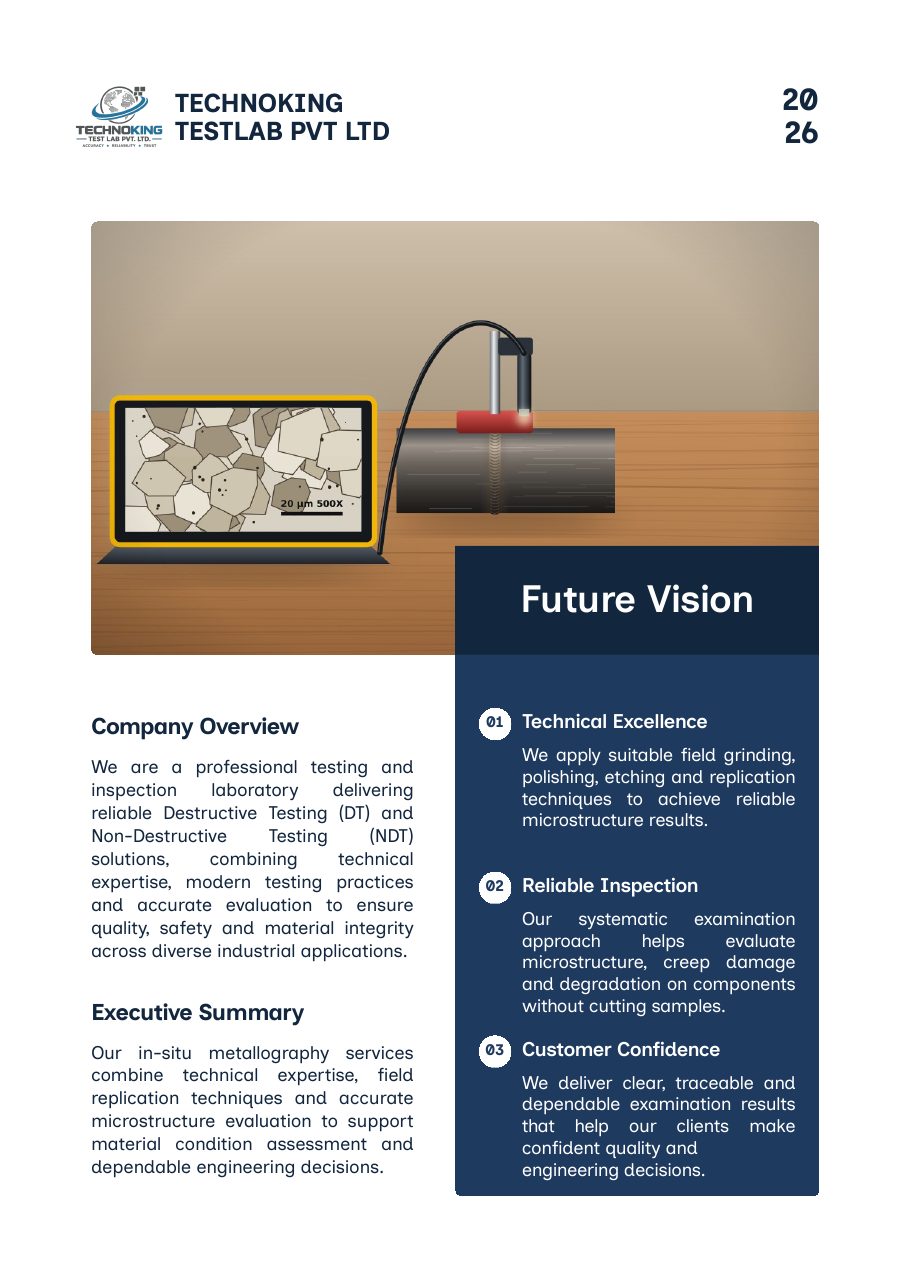 TECHNOKING
TEST LAB PVT. LTD.
ACCURACY • RELIABILITY • TRUST
TECHNOKING
TESTLAB PVT LTD
20
26
20 µm 500X
Future Vision
Company Overview
We are a professional testing and
inspection laboratory delivering
reliable Destructive Testing (DT) and
Non-Destructive Testing (NDT)
solutions, combining technical
expertise, modern testing practices
and accurate evaluation to ensure
quality, safety and material integrity
across diverse industrial applications.
Executive Summary
Our in-situ metallography services
combine technical expertise, field
replication techniques and accurate
microstructure evaluation to support
material condition assessment and
dependable engineering decisions.
01 Technical Excellence
We apply suitable field grinding,
polishing, etching and replication
techniques to achieve reliable
microstructure results.
02 Reliable Inspection
Our systematic examination
approach helps evaluate
microstructure, creep damage
and degradation on components
without cutting samples.
03 Customer Confidence
We deliver clear, traceable and
dependable examination results
that help our clients make
confident quality and
engineering decisions.